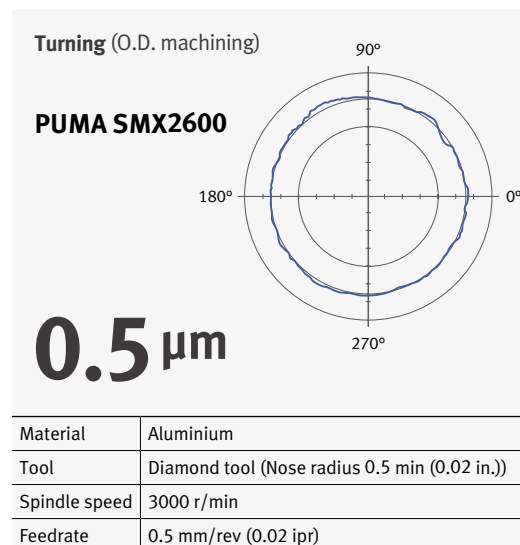 Turning (O.D. machining)
90°
PUMA SMX2600
180°
0°
0.5 µm
270°
Material Aluminium
Tool Diamond tool (Nose radius 0.5 min (0.02 in.))
Spindle speed 3000 r/min
Feedrate 0.5 mm/rev (0.02 ipr)